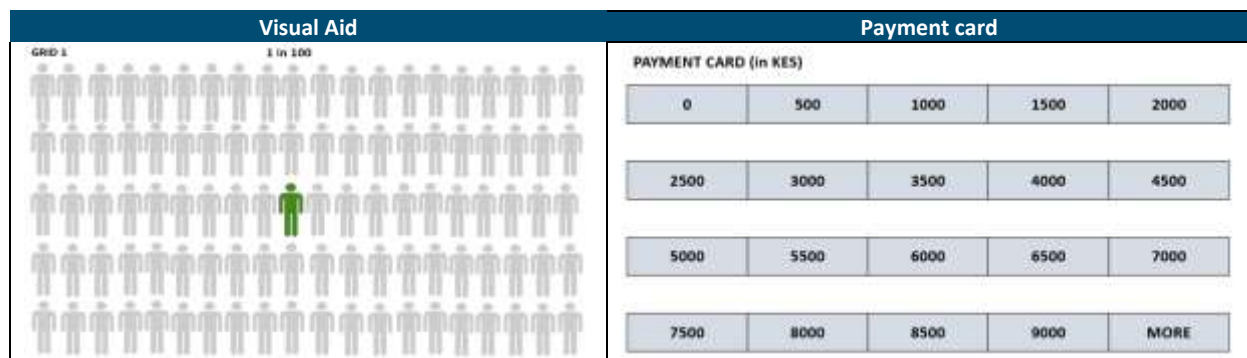 Visual Aid
Payment card
GRID 1
1 in 100
PAYMENT CARD (in KES)
0 500 1000 1500 2000
2500 3000 3500 4000 4500
5000 5500 6000 6500 7000
7500 8000 8500 9000 MORE